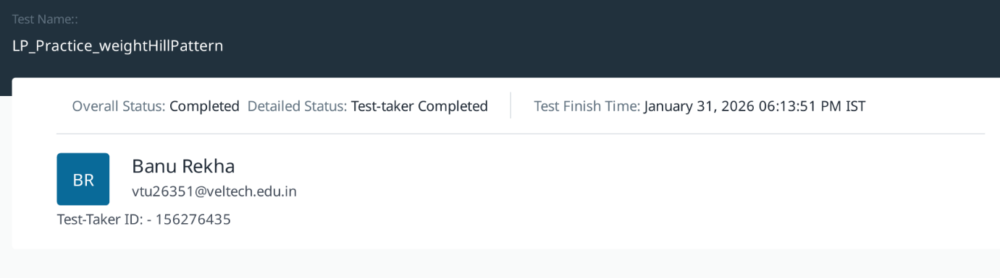 Test Name::
LP_Practice_weightHillPattern
Overall Status: Completed Detailed Status: Test-taker Completed Test Finish Time: January 31, 2026 06:13:51 PM IST
BR
Banu Rekha
vtu26351@veltech.edu.in
Test-Taker ID: - 156276435